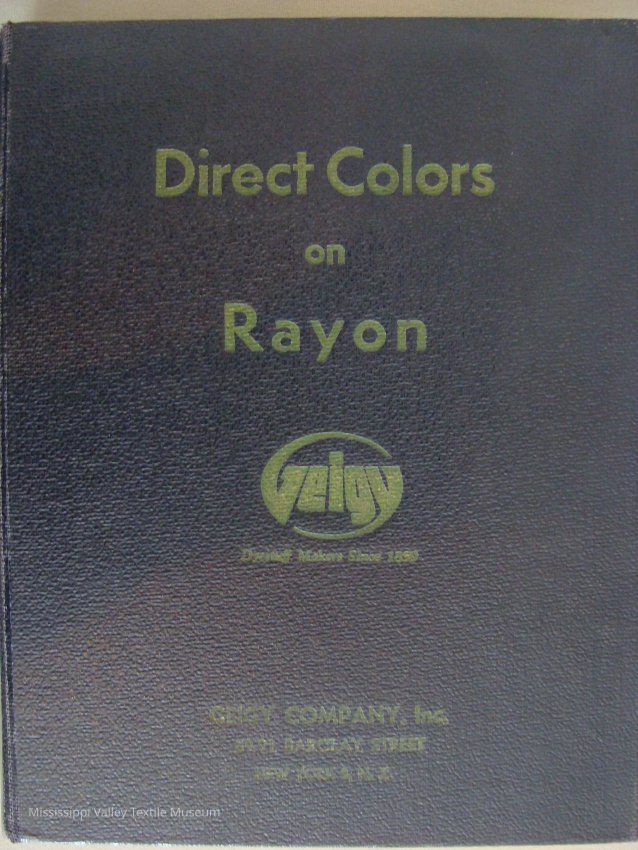 Direct Colors
on
Rayon
Geigy
Dyestuff Makers Since 1859
GEIGY COMPANY, Inc.
BARCLAY STREET
NEW YORK 8, N.Y.
Mississippi Valley Textile Museum